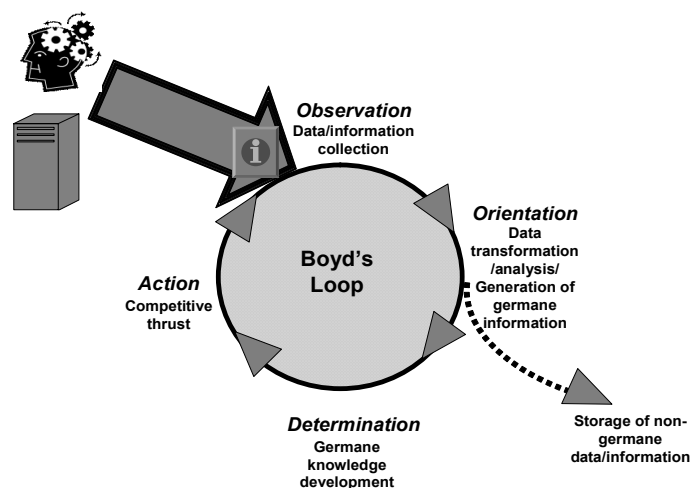 Observation
Data/information
collection
i
Orientation
Data
transformation
/analysis/
Generation of
germane
information
Boyd's
Loop
Action
Competitive
thrust
Determination
Germane
knowledge
development
Storage of non-
germane
data/information